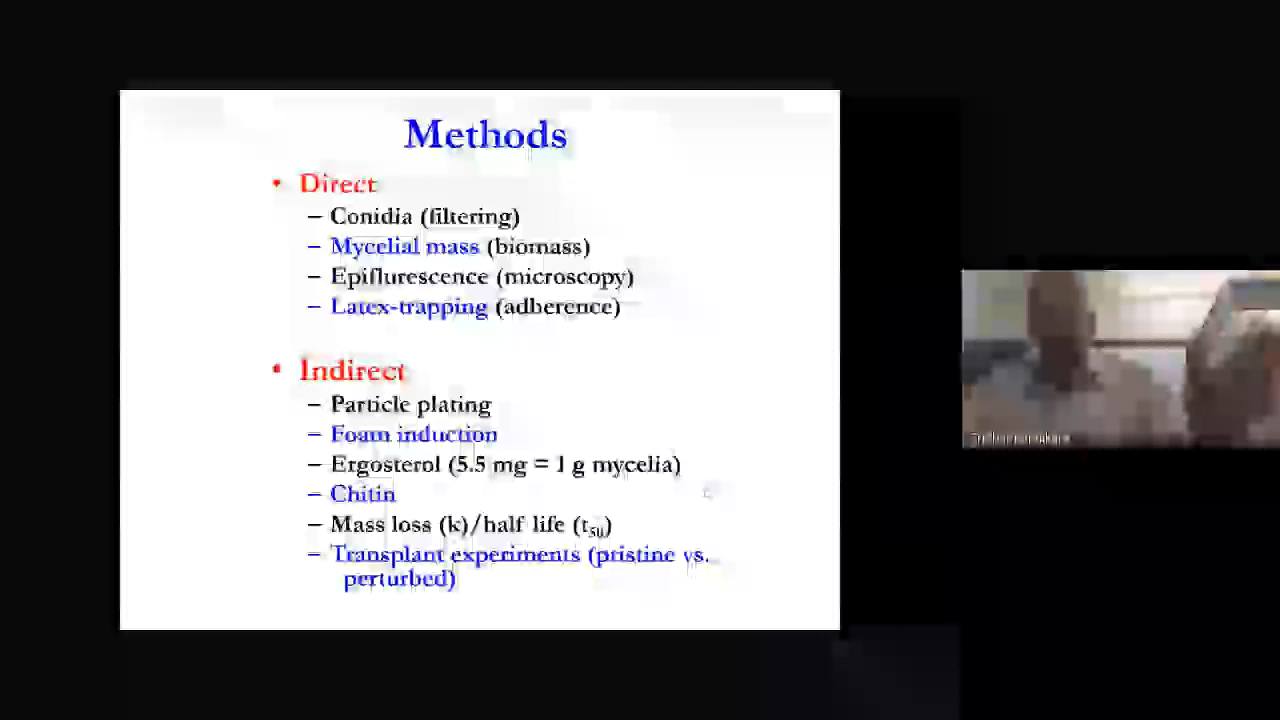 Methods
• Direct
– Conidia (filtering)
– Mycelial mass (biomass)
– Epiflurescence (microscopy)
– Latex-trapping (adherence)
• Indirect
– Particle plating
– Foam induction
– Ergosterol (5.5 mg = 1 g mycelia)
– Chitin
– Mass loss (k)/half life (t50)
– Transplant experiments (pristine vs.
perturbed)